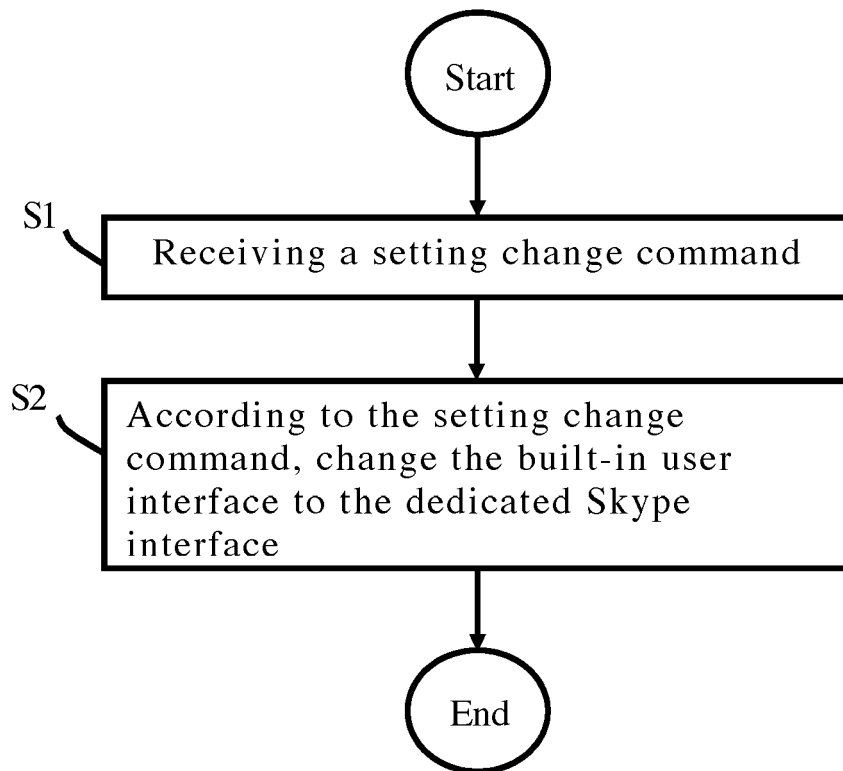 Start
S1
Receiving a setting change command
S2
According to the setting change
command, change the built-in user
interface to the dedicated Skype
interface
End